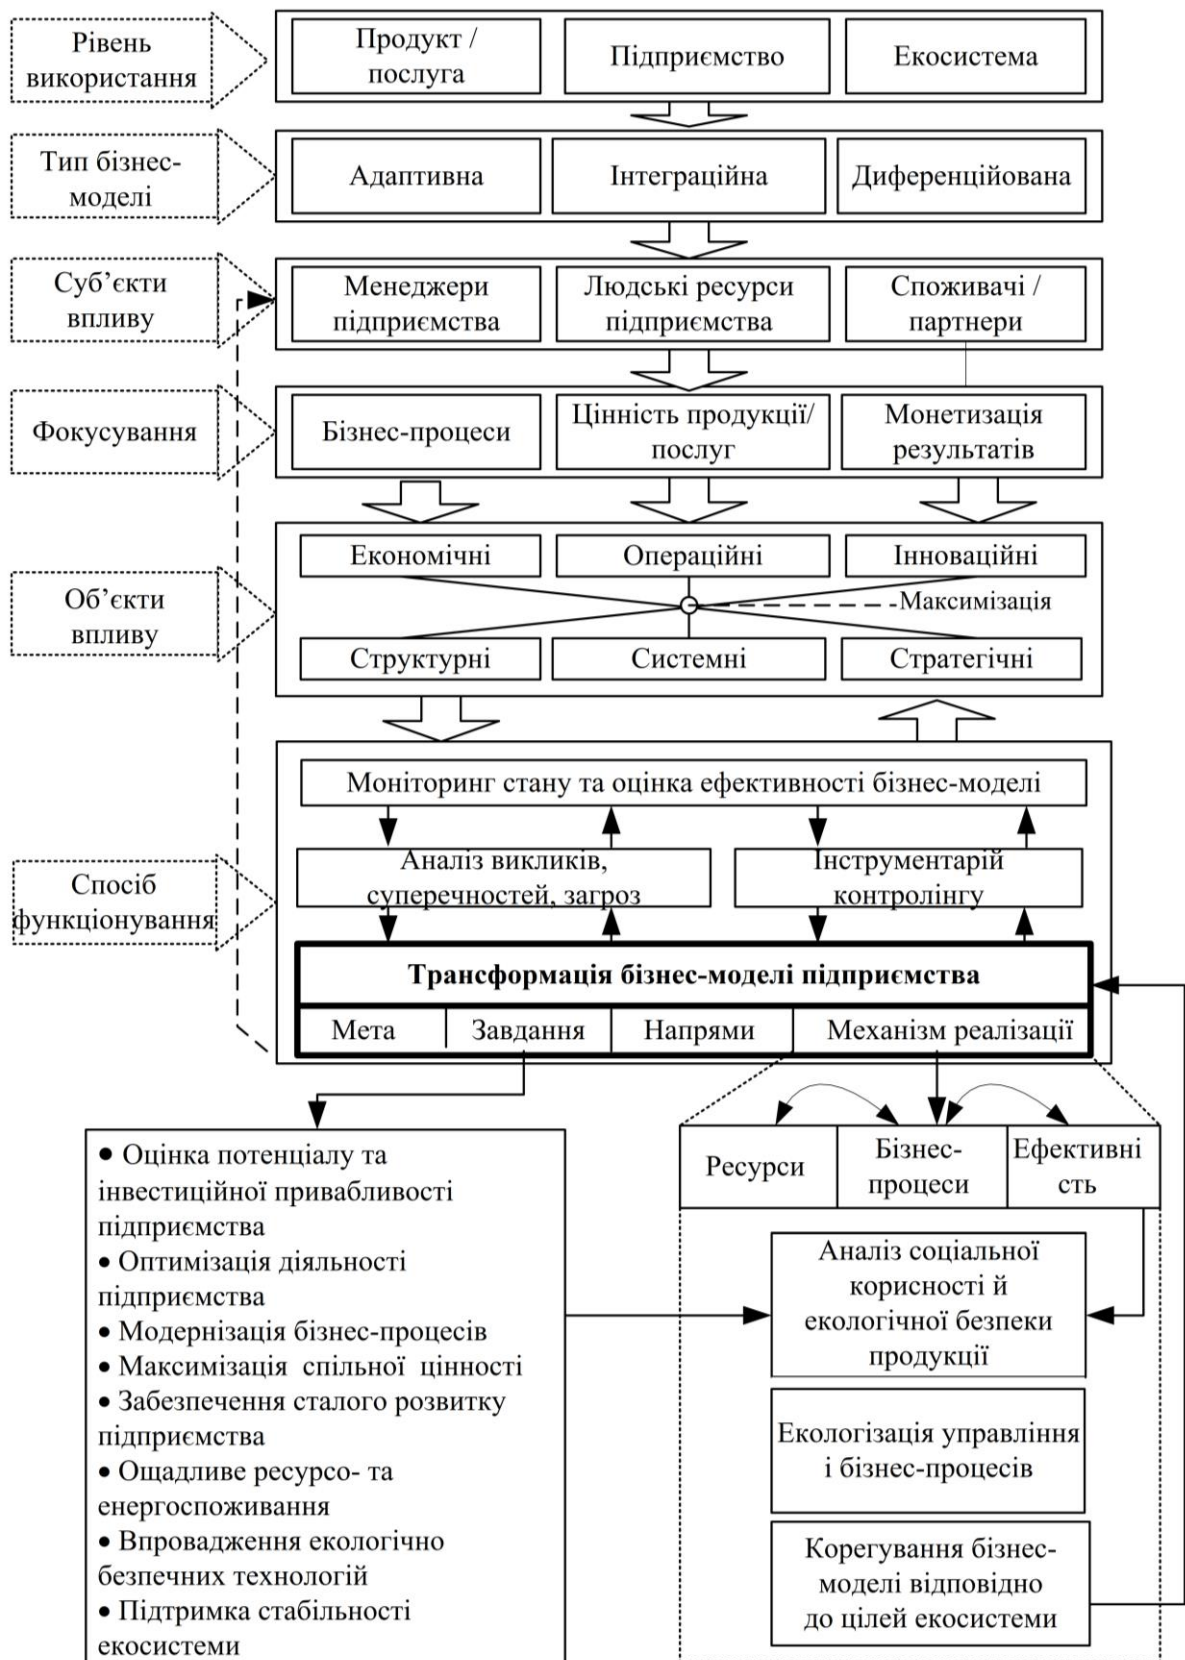 Рівень
використання
Продукт /
послуга
Підприємство
Екосистема
Тип бізнес-
моделі
Адаптивна
Інтеграційна
Диференційована
Суб’єкти
впливу
Менеджери
підприємства
Людські ресурси
підприємства
Споживачі /
партнери
Фокусування
Бізнес-процеси
Цінність продукції/
послуг
Монетизація
результатів
Об’єкти
впливу
Економічні
Операційні
Інноваційні
Максимізація
Структурні
Системні
Стратегічні
Спосіб
функціонування
Моніторинг стану та оцінка ефективності бізнес-моделі
Аналіз викликів,
суперечностей, загроз
Інструментарій
контролінгу
Трансформація бізнес-моделі підприємства
Мета
Завдання
Напрями
Механізм реалізації
• Оцінка потенціалу та
інвестиційної привабливості
підприємства
• Оптимізація діяльності
підприємства
• Модернізація бізнес-процесів
• Максимізація спільної цінності
• Забезпечення сталого розвитку
підприємства
• Ощадливе ресурсо- та
енергоспоживання
• Впровадження екологічно
безпечних технологій
• Підтримка стабільності
екосистеми
Ресурси
Бізнес-
процеси
Ефективні
сть
Аналіз соціальної
корисності й
екологічної безпеки
продукції
Екологізація управління
і бізнес-процесів
Корегування бізнес-
моделі відповідно
до цілей екосистеми